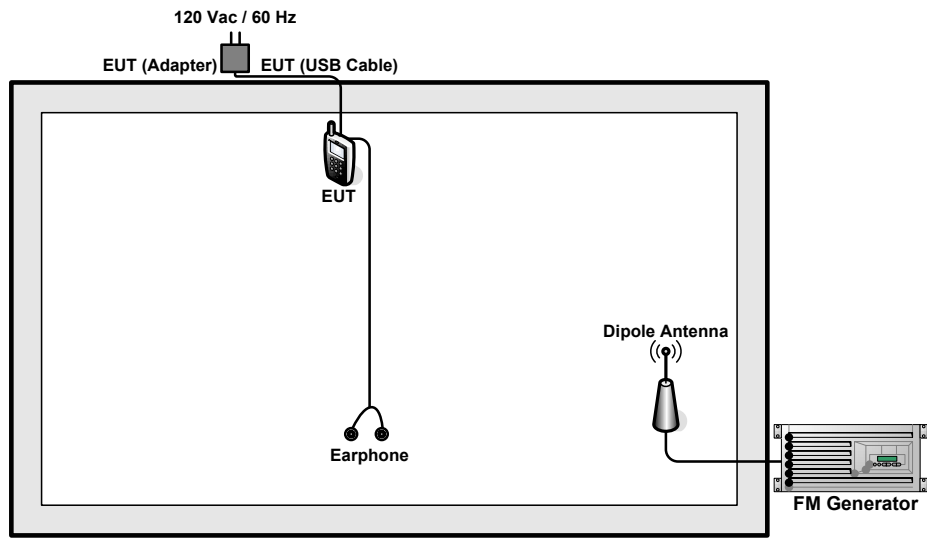 120 Vac / 60 Hz
EUT (Adapter)
EUT (USB Cable)
EUT
Dipole Antenna
Earphone
FM Generator